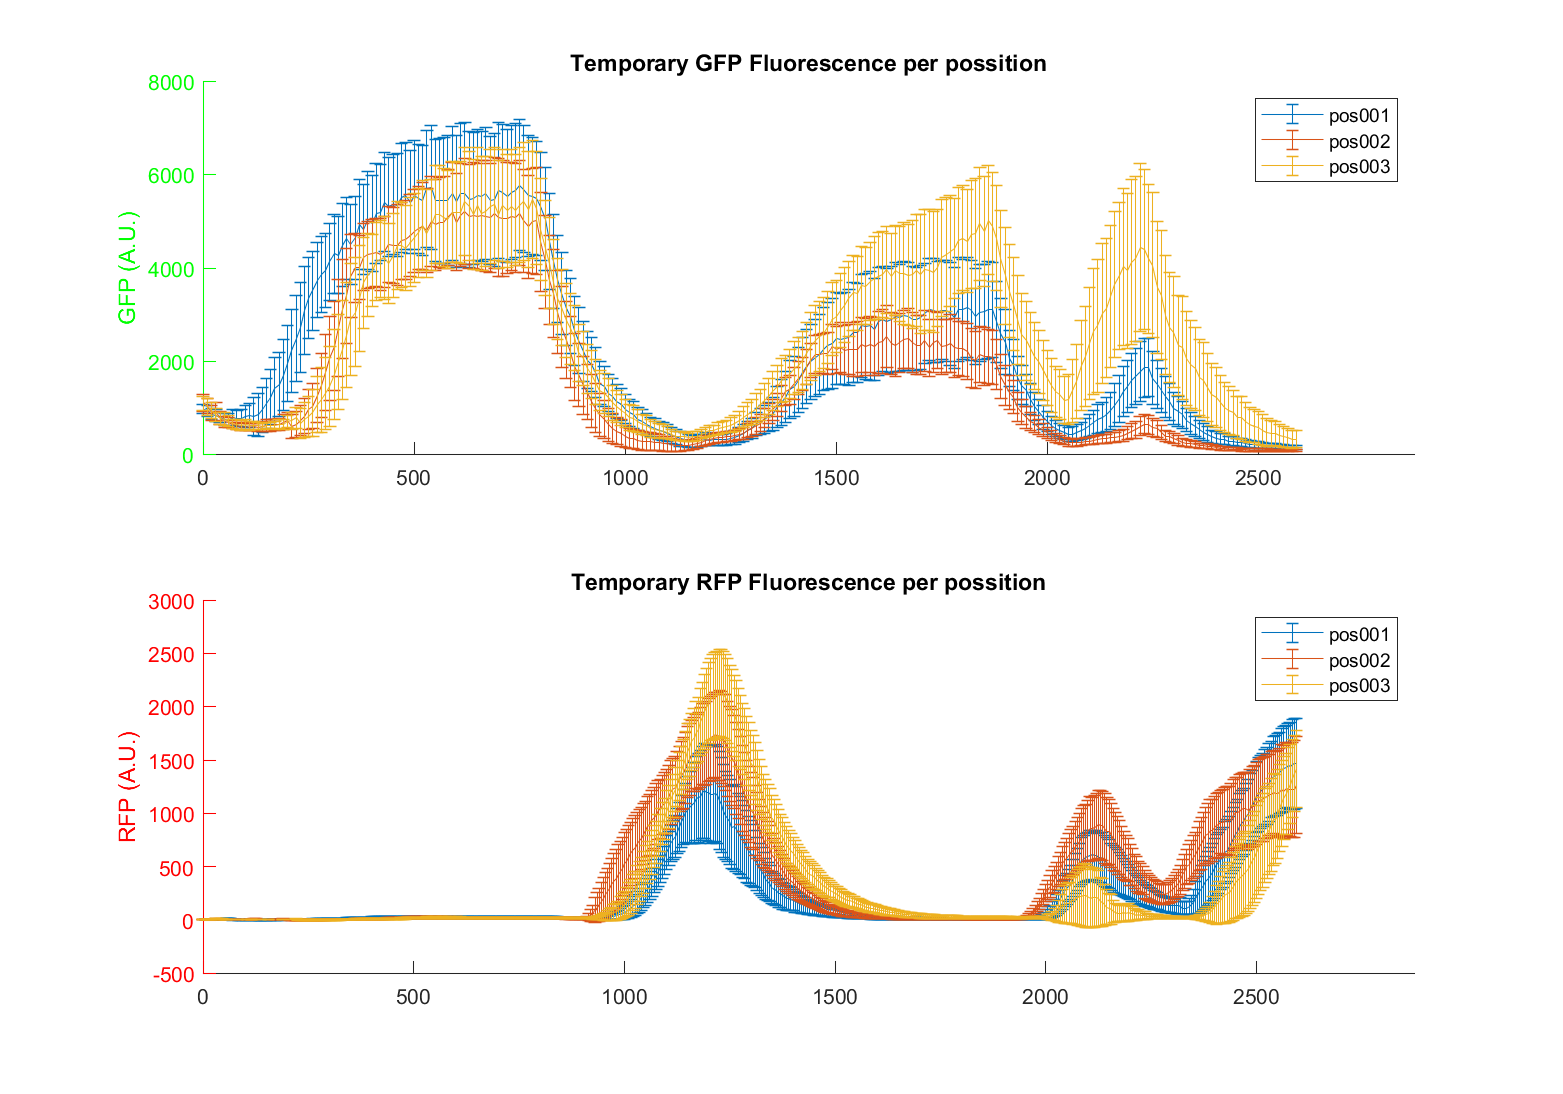 Temporary GFP Fluorescence per possition
8000
6000
4000
2000
0
GFP (A.U.)
0 500 1000 1500 2000 2500
pos001
pos002
pos003
Temporary RFP Fluorescence per possition
3000
2500
2000
1500
1000
500
0
-500
RFP (A.U.)
0 500 1000 1500 2000 2500
pos001
pos002
pos003